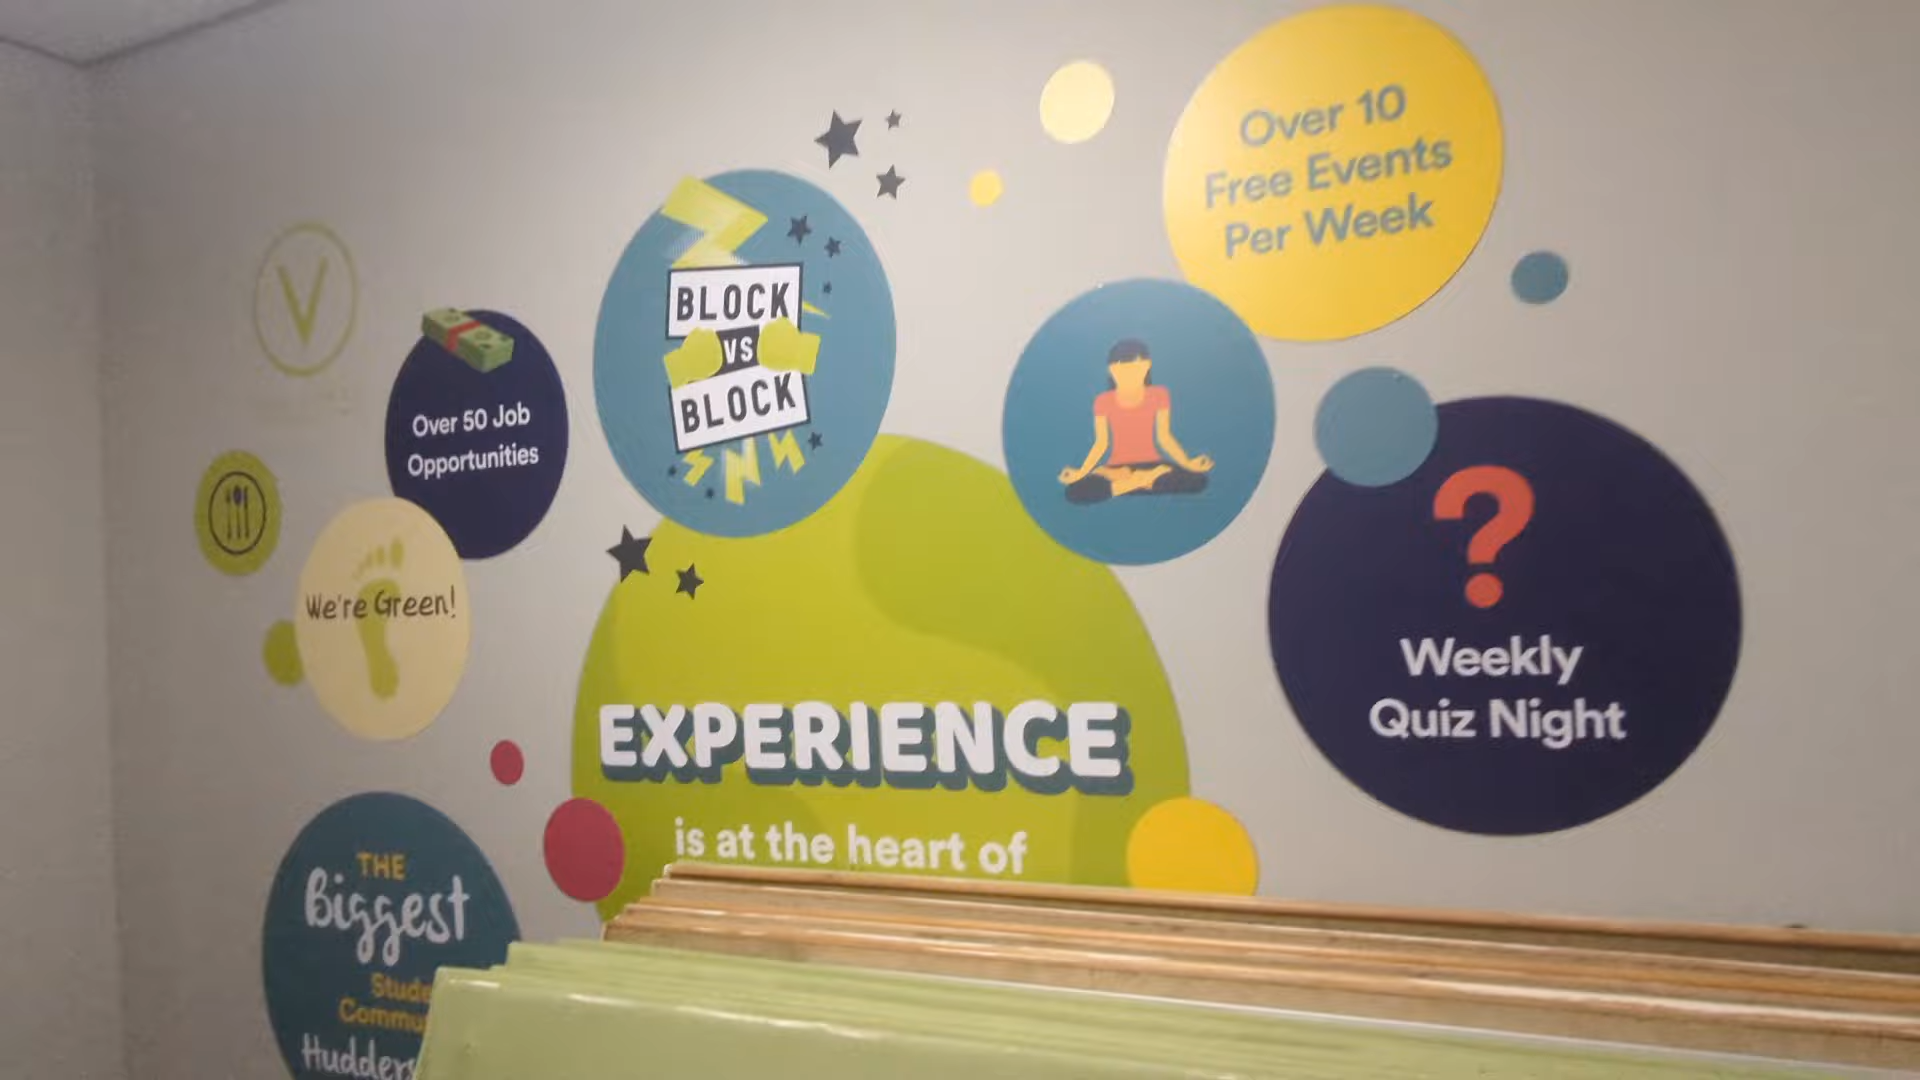 Over 10
Free Events
Per Week
BLOCK
VS
BLOCK
V
Over 50 Job
Opportunities
We're Green!
Weekly
Quiz Night
EXPERIENCE
is at the heart of
THE
Biggest